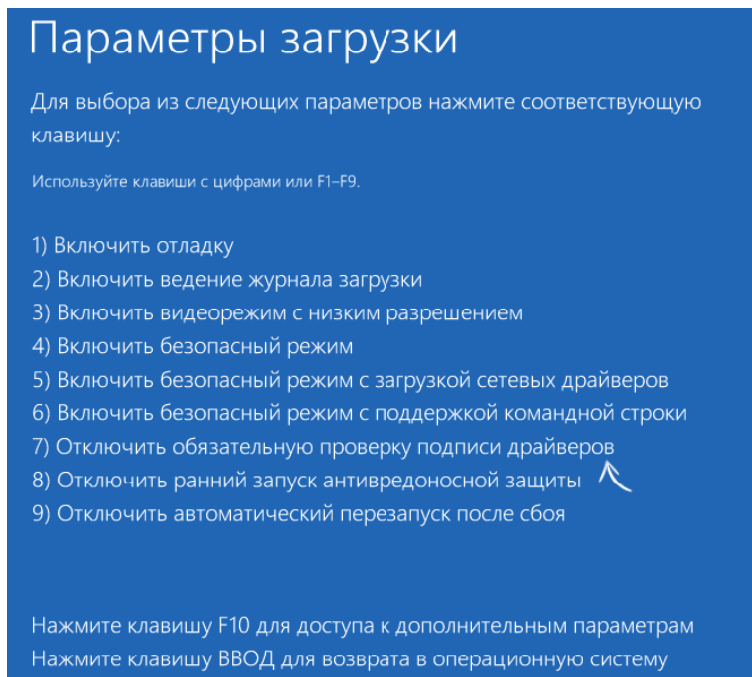 Параметры загрузки
Для выбора из следующих параметров нажмите соответствующую
клавишу:
Используйте клавиши с цифрами или F1–F9.
1) Включить отладку
2) Включить ведение журнала загрузки
3) Включить видеорежим с низким разрешением
4) Включить безопасный режим
5) Включить безопасный режим с загрузкой сетевых драйверов
6) Включить безопасный режим с поддержкой командной строки
7) Отключить обязательную проверку подписи драйверов
8) Отключить ранний запуск антивредоносной защиты
9) Отключить автоматический перезапуск после сбоя
Нажмите клавишу F10 для доступа к дополнительным параметрам
Нажмите клавишу ВВОД для возврата в операционную систему